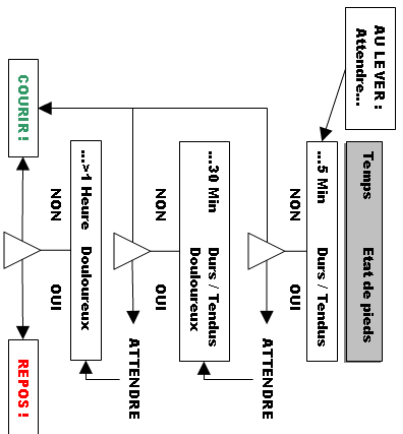 AU LEVER :
Attendre...
Temps Etat de pieds
...5 Min Durs / Tendus
NON OUI
ATTENDRE
...30 Min Durs / Tendus
Douloureux
NON OUI
ATTENDRE
...>1 Heure Douloureux
NON OUI
COURIR !
REPOS !